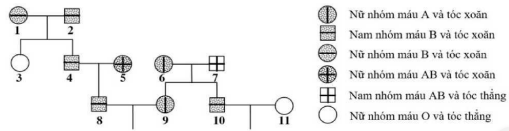 1
2
3
4
5
6
7
8
9
10
11
Nữ nhóm máu A và tóc xoăn
Nam nhóm máu B và tóc xoăn
Nữ nhóm máu B và tóc xoăn
Nữ nhóm máu AB và tóc xoăn
Nam nhóm máu AB và tóc thẳng
Nữ nhóm máu O và tóc thẳng